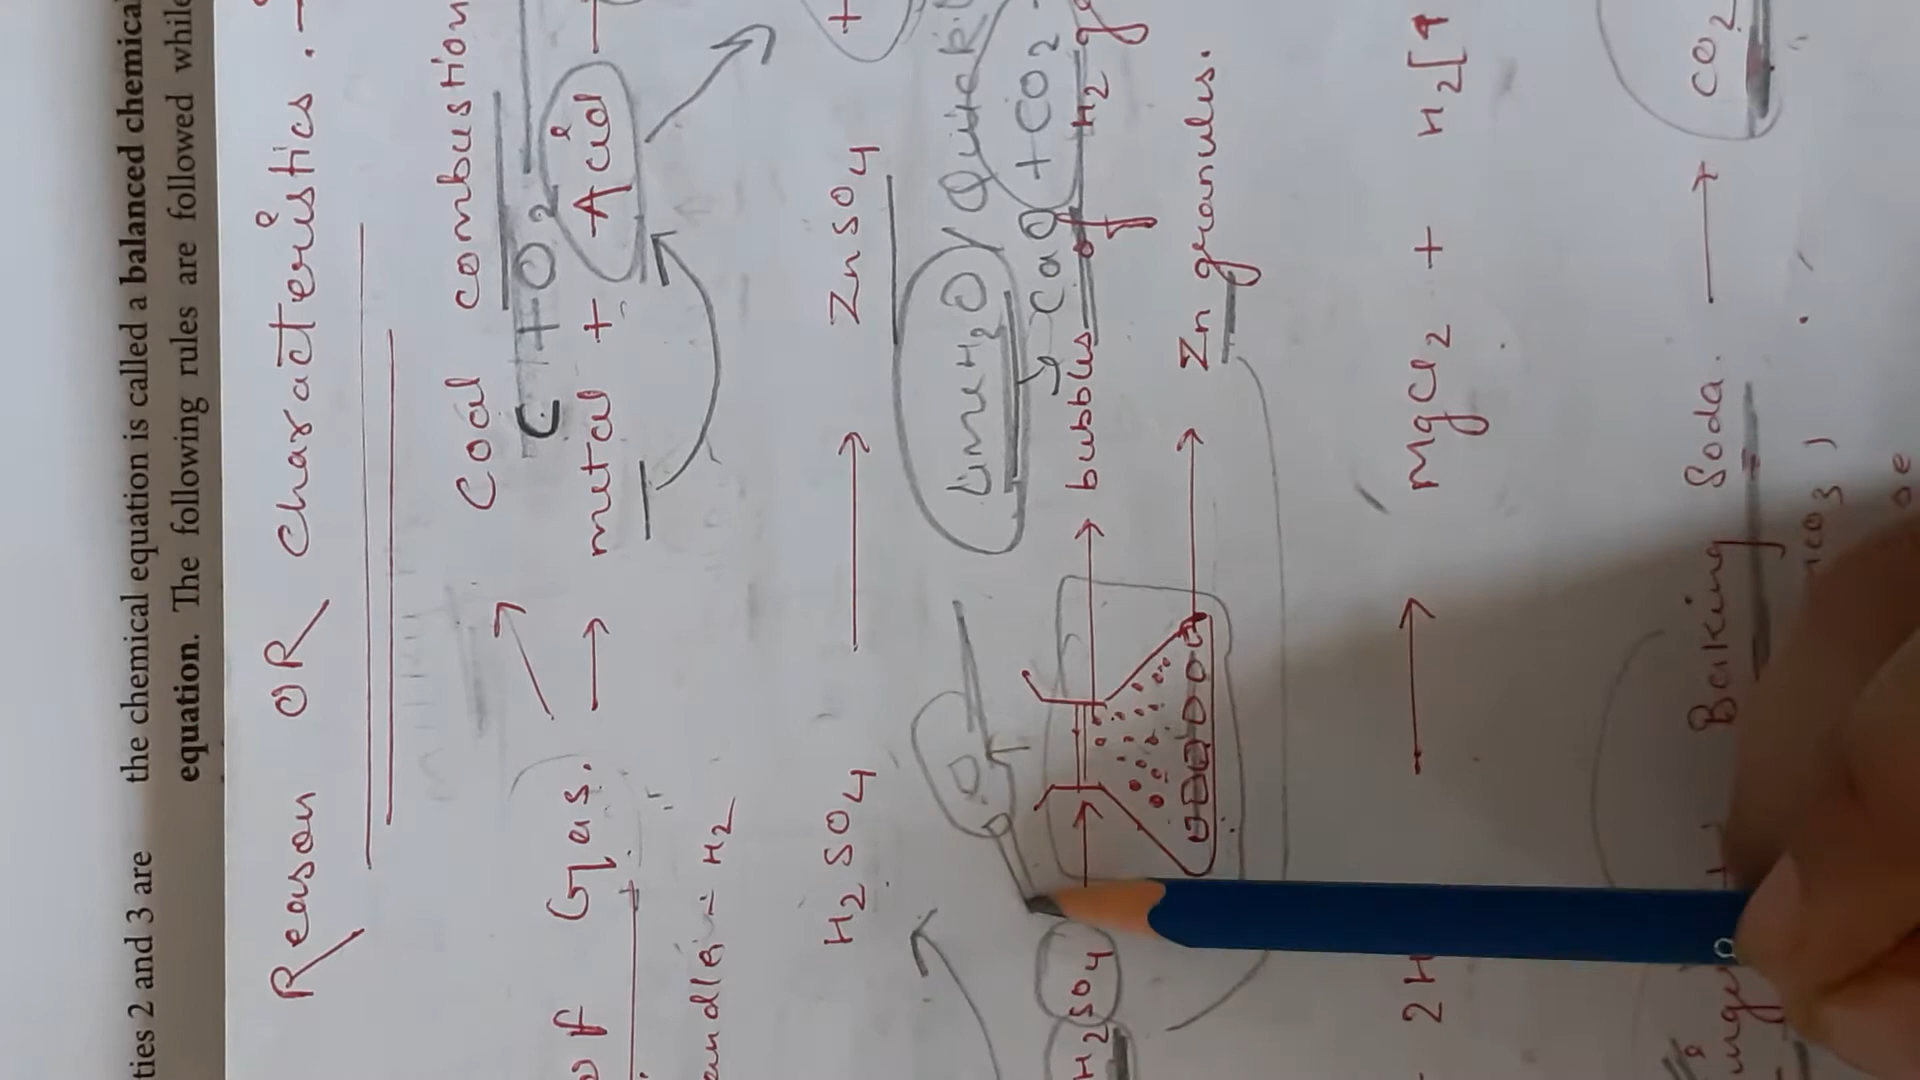 ties 2 and 3 are
the chemical equation is called a balanced chemical
equation. The following rules are followed while
Reason OR Characteristics.
Coal combustion
C + O2
of Gas. → metal + Acid
H2
H2SO4 → ZnSO4 +
Lime H2O
CaO + CO2
H2SO4 → bubbles of H2 g
→ Zn granules.
2H → MgCl2 + H2[↑
Baking Soda. → CO2